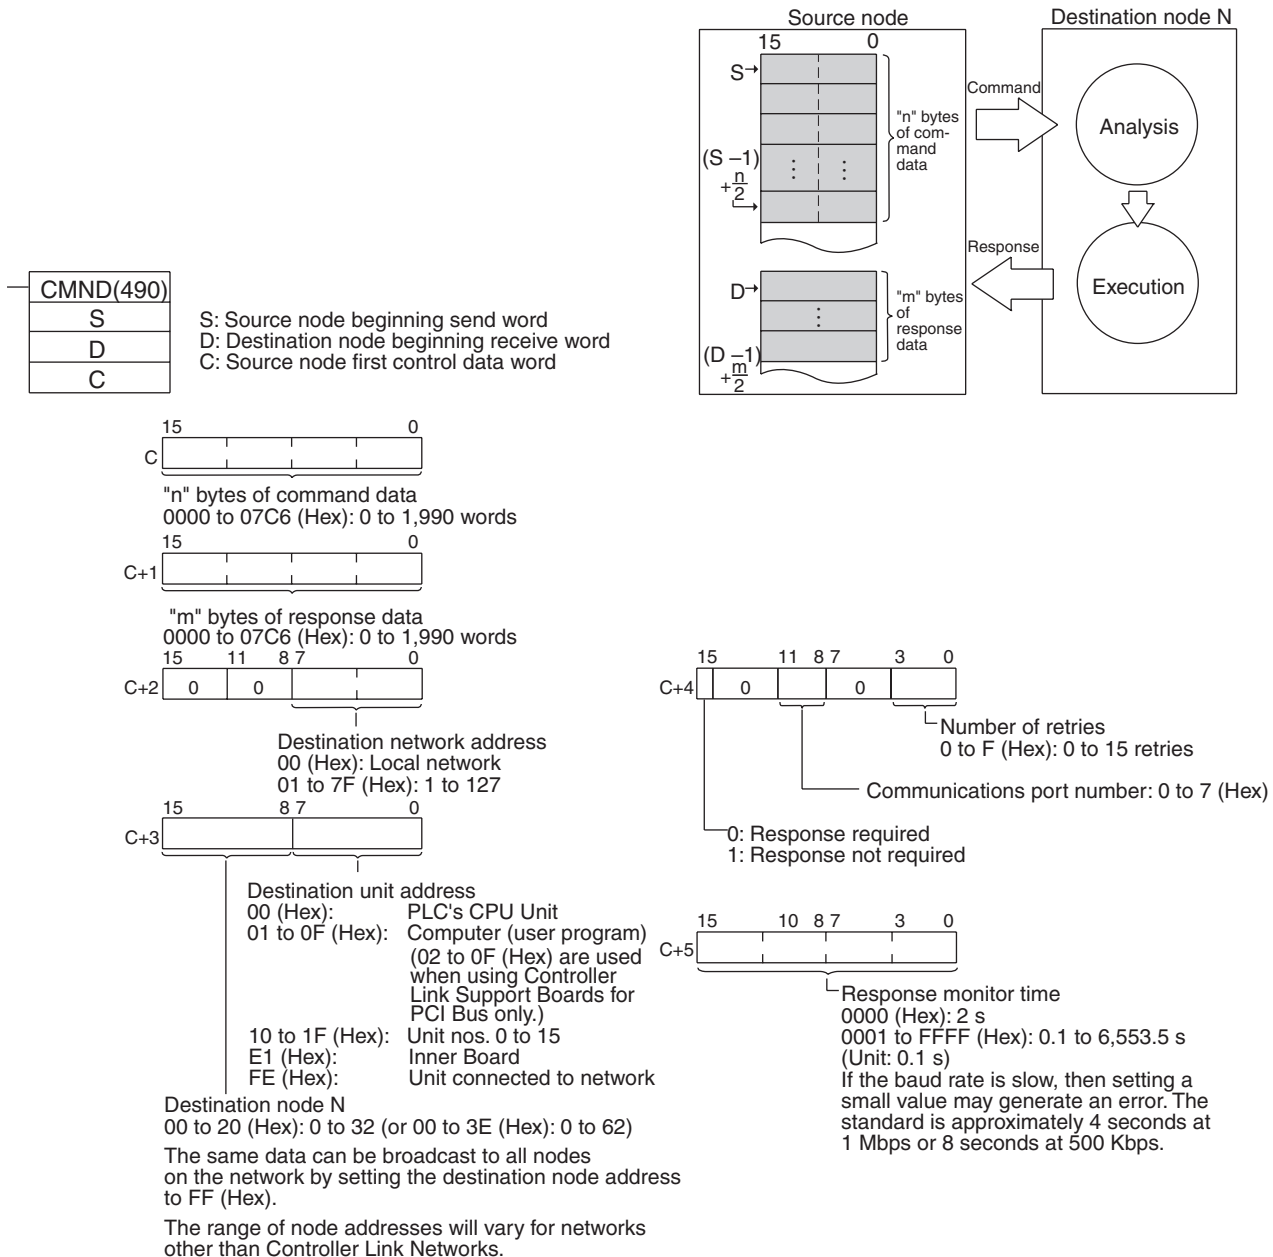 Source node
Destination node N
15 0
S
"n" bytes
of com-
mand
data
(S –1)
+n
2
Command
Analysis
Response
Execution
D
"m" bytes
of
response
data
(D –1)
+m
2
CMND(490)
S
D
C
S: Source node beginning send word
D: Destination node beginning receive word
C: Source node first control data word
15 0
C
"n" bytes of command data
0000 to 07C6 (Hex): 0 to 1,990 words
15 0
C+1
"m" bytes of response data
0000 to 07C6 (Hex): 0 to 1,990 words
15 11 8 7 0
C+2 0 0
Destination network address
00 (Hex): Local network
01 to 7F (Hex): 1 to 127
15 8 7 0
C+3
Destination unit address
00 (Hex): PLC's CPU Unit
01 to 0F (Hex): Computer (user program)
(02 to 0F (Hex) are used
when using Controller
Link Support Boards for
PCI Bus only.)
10 to 1F (Hex): Unit nos. 0 to 15
E1 (Hex): Inner Board
FE (Hex): Unit connected to network
Destination node N
00 to 20 (Hex): 0 to 32 (or 00 to 3E (Hex): 0 to 62)
The same data can be broadcast to all nodes
on the network by setting the destination node address
to FF (Hex).
The range of node addresses will vary for networks
other than Controller Link Networks.
15 11 8 7 3 0
C+4 0 0
Number of retries
0 to F (Hex): 0 to 15 retries
Communications port number: 0 to 7 (Hex)
0: Response required
1: Response not required
15 10 8 7 3 0
C+5
Response monitor time
0000 (Hex): 2 s
0001 to FFFF (Hex): 0.1 to 6,553.5 s
(Unit: 0.1 s)
If the baud rate is slow, then setting a
small value may generate an error. The
standard is approximately 4 seconds at
1 Mbps or 8 seconds at 500 Kbps.